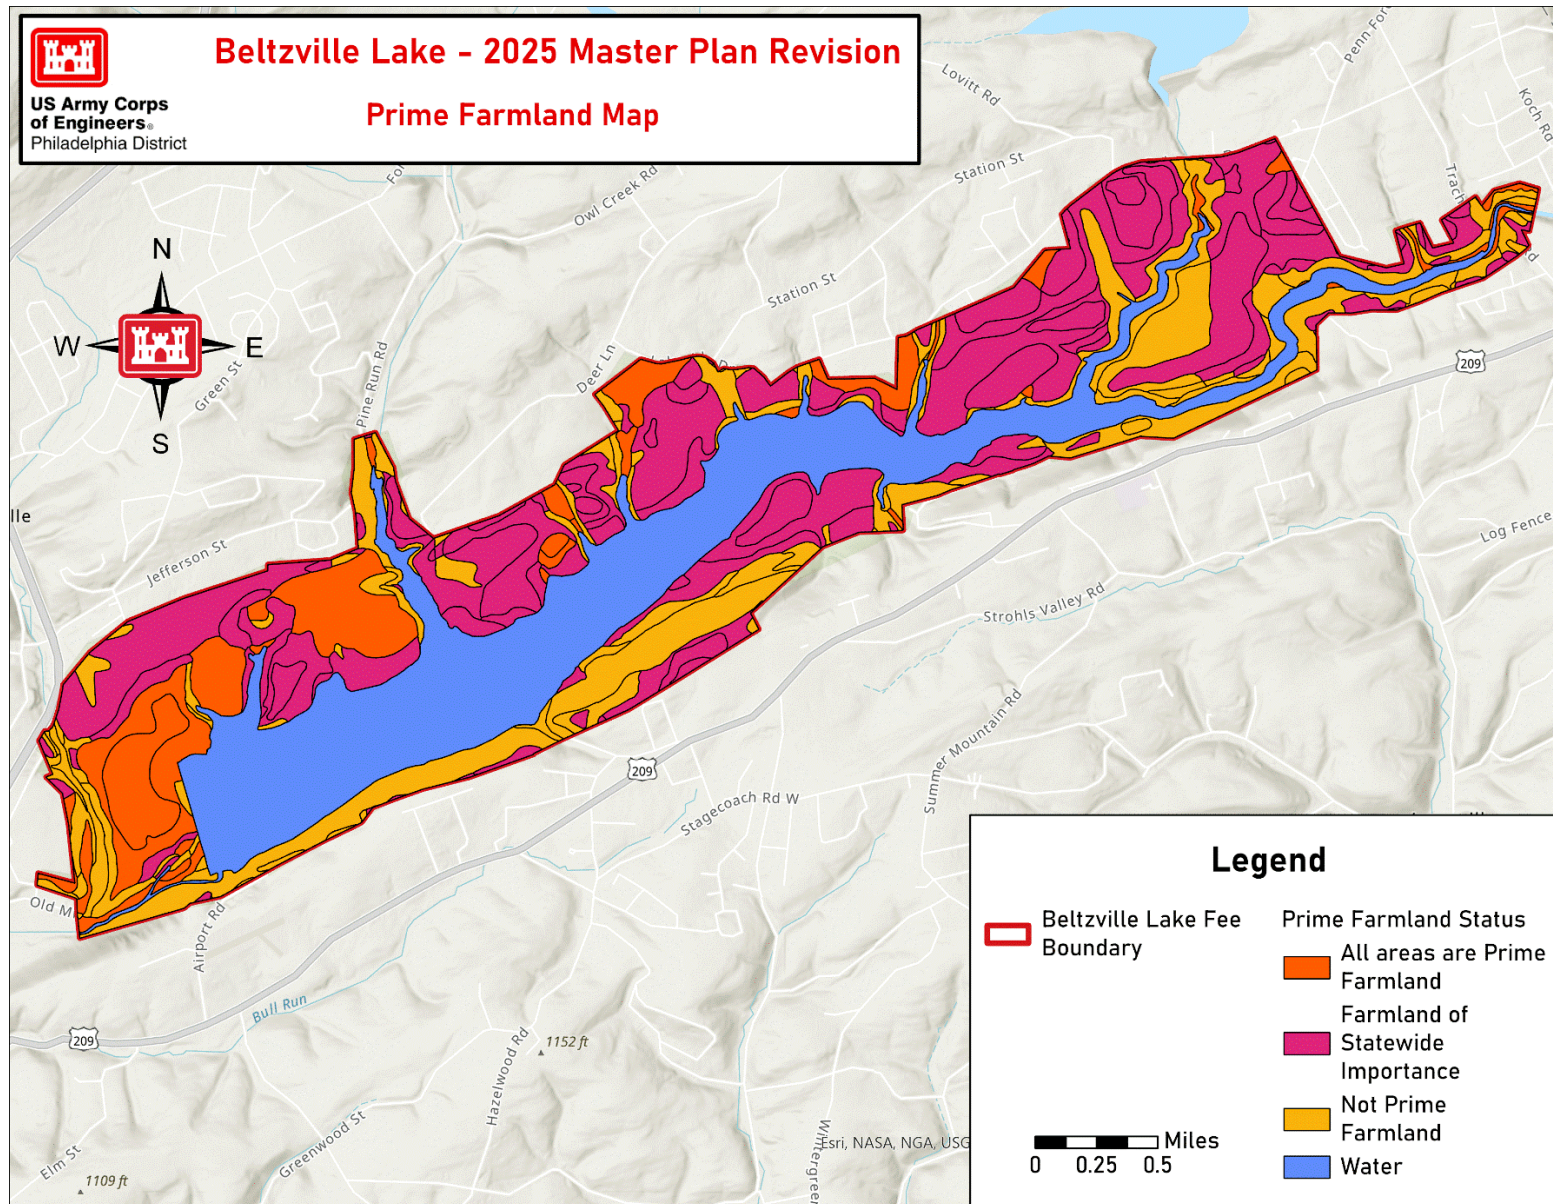 Beltzville Lake - 2025 Master Plan Revision
Prime Farmland Map
US Army Corps
of Engineers®
Philadelphia District
N
W
E
S
Lovitt Rd
Penn Fore
Koch Rd
Trach
Station St
Owl Creek Rd
Fo
Station St
Deer Ln
Pine Run Rd
Green St
209
lle
Jefferson St
Log Fence
Strohls Valley Rd
Summer Mountain Rd
209
Stagecoach Rd W
Old M
Airport Rd
Bull Run
209
1152 ft
Hazelwood Rd
Greenwood St
Wintergreen
Elm St
1109 ft
Esri, NASA, NGA, USG
Legend
Beltzville Lake Fee
Boundary
Prime Farmland Status
All areas are Prime
Farmland
Farmland of
Statewide
Importance
Not Prime
Farmland
Water
Miles
0 0.25 0.5